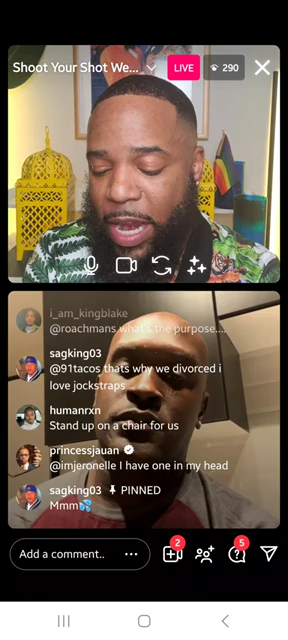 Shoot Your Shot We...
LIVE
290
i_am_kingblake
@roachmans what's the purpose....
sagking03
@91tacos thats why we divorced i
love jockstraps
humanrxn
Stand up on a chair for us
princessjauan
@imjeronelle I have one in my head
sagking03 PINNED
Mmm💦
Add a comment.. •••
2
5